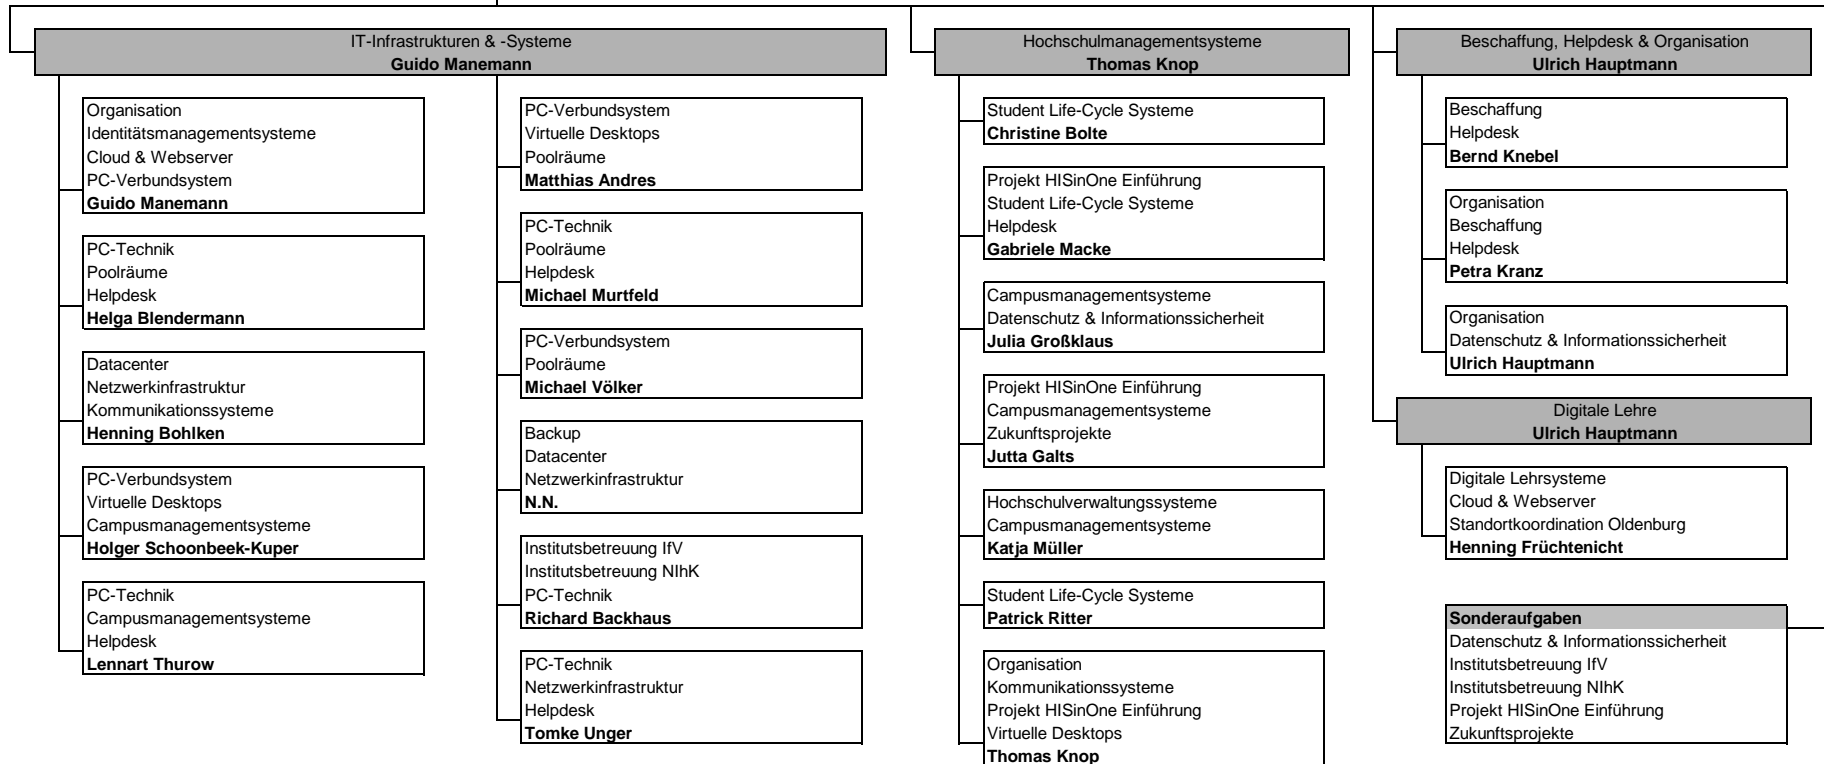 IT-Infrastrukturen & -Systeme
Guido Manemann
Organisation
Identitätsmanagementsysteme
Cloud & Webserver
PC-Verbundsystem
Guido Manemann
PC-Technik
Poolräume
Helpdesk
Helga Blendermann
Datacenter
Netzwerkinfrastruktur
Kommunikationssysteme
Henning Bohlken
PC-Verbundsystem
Virtuelle Desktops
Campusmanagementsysteme
Holger Schoonbeek-Kuper
PC-Technik
Campusmanagementsysteme
Helpdesk
Lennart Thurow
PC-Verbundsystem
Virtuelle Desktops
Poolräume
Matthias Andres
PC-Technik
Poolräume
Helpdesk
Michael Murtfeld
PC-Verbundsystem
Poolräume
Michael Völker
Backup
Datacenter
Netzwerkinfrastruktur
N.N.
Institutsbetreuung IfV
Institutsbetreuung NIhK
PC-Technik
Richard Backhaus
PC-Technik
Netzwerkinfrastruktur
Helpdesk
Tomke Unger
Hochschulmanagementsysteme
Thomas Knop
Student Life-Cycle Systeme
Christine Bolte
Projekt HISinOne Einführung
Student Life-Cycle Systeme
Helpdesk
Gabriele Macke
Campusmanagementsysteme
Datenschutz & Informationssicherheit
Julia Großklaus
Projekt HISinOne Einführung
Campusmanagementsysteme
Zukunftsprojekte
Jutta Galts
Hochschulverwaltungssysteme
Campusmanagementsysteme
Katja Müller
Student Life-Cycle Systeme
Patrick Ritter
Organisation
Kommunikationssysteme
Projekt HISinOne Einführung
Virtuelle Desktops
Thomas Knop
Beschaffung, Helpdesk & Organisation
Ulrich Hauptmann
Beschaffung
Helpdesk
Bernd Knebel
Organisation
Beschaffung
Helpdesk
Petra Kranz
Organisation
Datenschutz & Informationssicherheit
Ulrich Hauptmann
Digitale Lehre
Ulrich Hauptmann
Digitale Lehrsysteme
Cloud & Webserver
Standortkoordination Oldenburg
Henning Früchtenicht
Sonderaufgaben
Datenschutz & Informationssicherheit
Institutsbetreuung IfV
Institutsbetreuung NIhK
Projekt HISinOne Einführung
Zukunftsprojekte